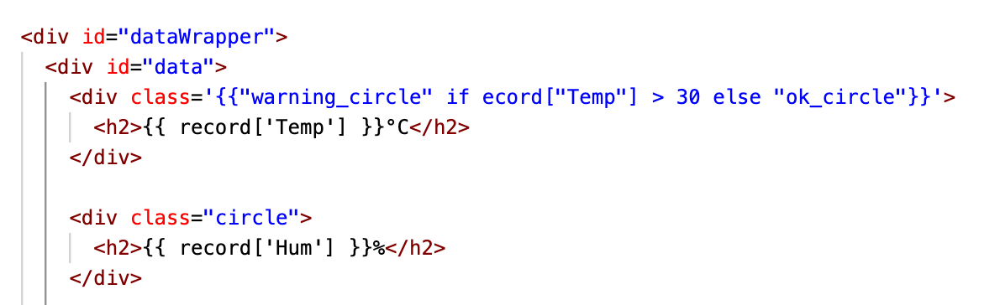 <div id="dataWrapper">
<div id="data">
<div class='{{"warning_circle" if ecord["Temp"] > 30 else "ok_circle"}}'>
<h2>{{ record['Temp'] }}°C</h2>
</div>
<div class="circle">
<h2>{{ record['Hum'] }}%</h2>
</div>